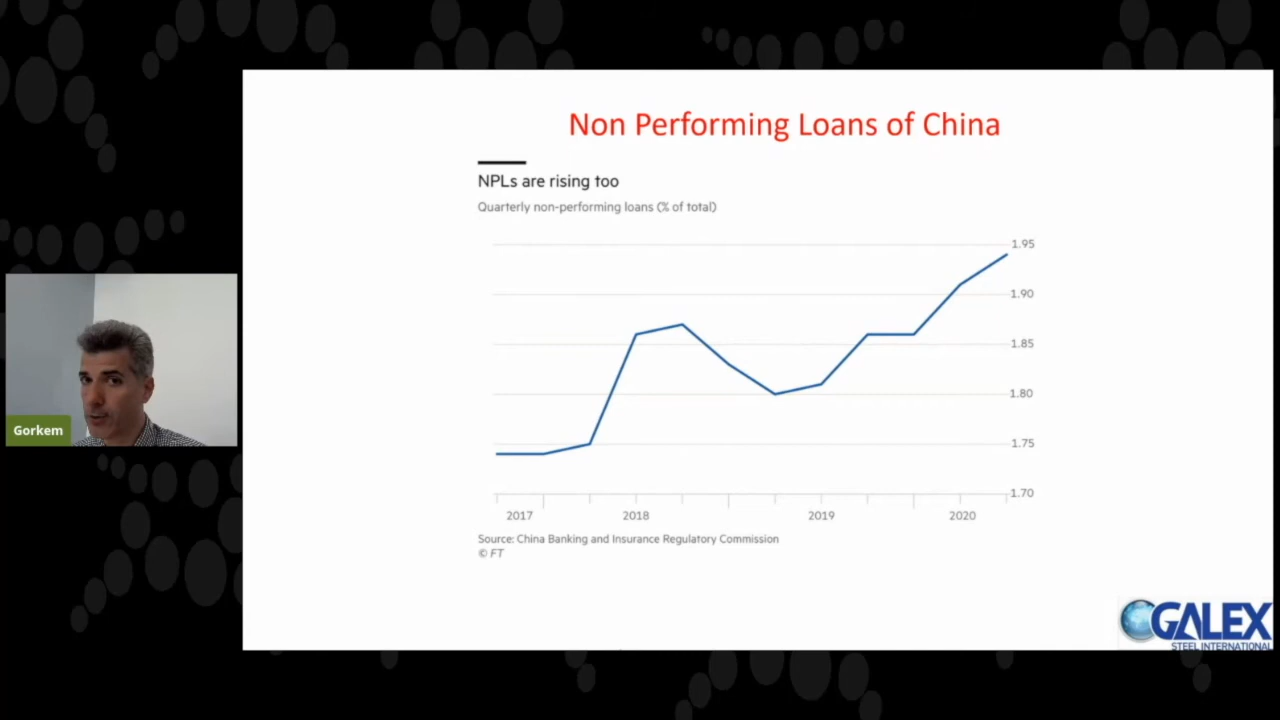 Non Performing Loans of China
NPLs are rising too
Quarterly non-performing loans (% of total)
1.95
1.90
1.85
1.80
1.75
1.70
2017 2018 2019 2020
Source: China Banking and Insurance Regulatory Commission
© FT
Gorkem
GALEX
STEEL INTERNATIONAL